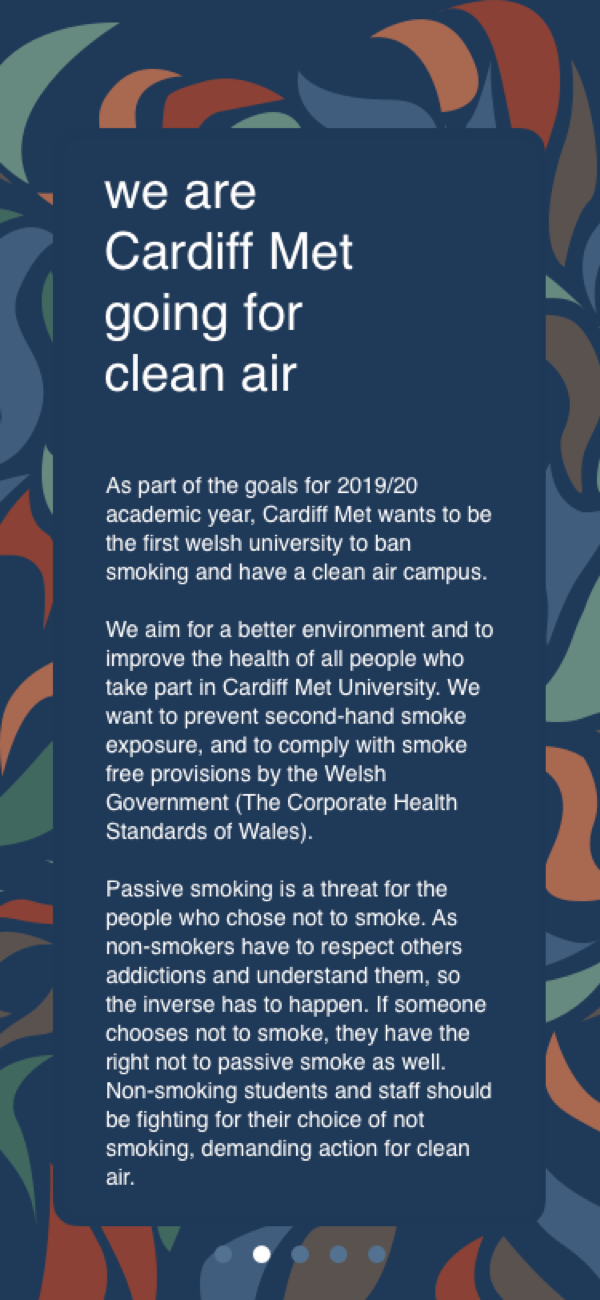 we are
Cardiff Met
going for
clean air
As part of the goals for 2019/20
academic year, Cardiff Met wants to be
the first welsh university to ban
smoking and have a clean air campus.
We aim for a better environment and to
improve the health of all people who
take part in Cardiff Met University. We
want to prevent second-hand smoke
exposure, and to comply with smoke
free provisions by the Welsh
Government (The Corporate Health
Standards of Wales).
Passive smoking is a threat for the
people who chose not to smoke. As
non-smokers have to respect others
addictions and understand them, so
the inverse has to happen. If someone
chooses not to smoke, they have the
right not to passive smoke as well.
Non-smoking students and staff should
be fighting for their choice of not
smoking, demanding action for clean
air.